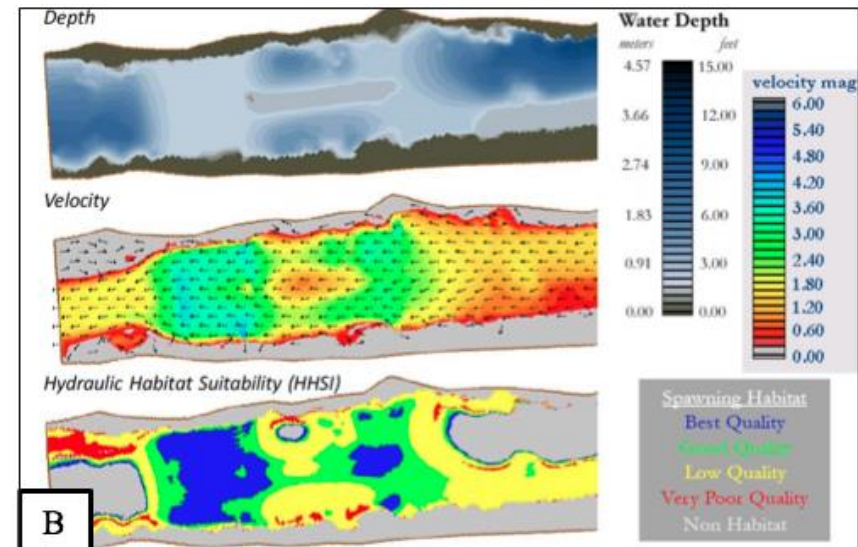 Depth
Velocity
Hydraulic Habitat Suitability (HHSI)
B
Water Depth
meters feet
4.57 15.00
3.66 12.00
2.74 9.00
1.83 6.00
0.91 3.00
0.00 0.00
velocity mag
6.00
5.40
4.80
4.20
3.60
3.00
2.40
1.80
1.20
0.60
0.00
Spawning Habitat
Best Quality
Good Quality
Low Quality
Very Poor Quality
Non Habitat